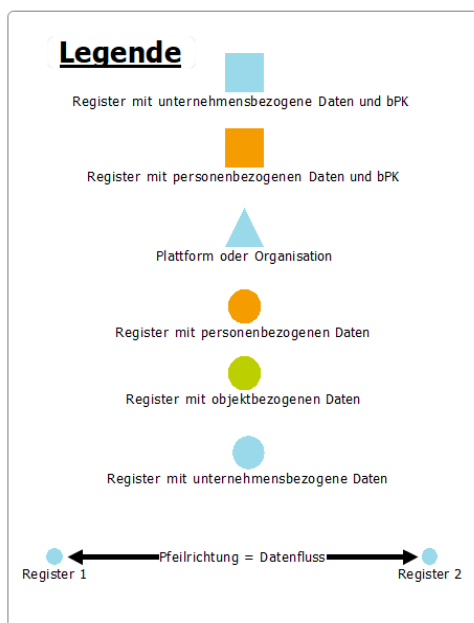 Legende
Register mit unternehmensbezogene Daten und bPK
Register mit personenbezogenen Daten und bPK
Plattform oder Organisation
Register mit personenbezogenen Daten
Register mit objektbezogenen Daten
Register mit unternehmensbezogene Daten
Pfeilrichtung = Datenfluss
Register 1
Register 2